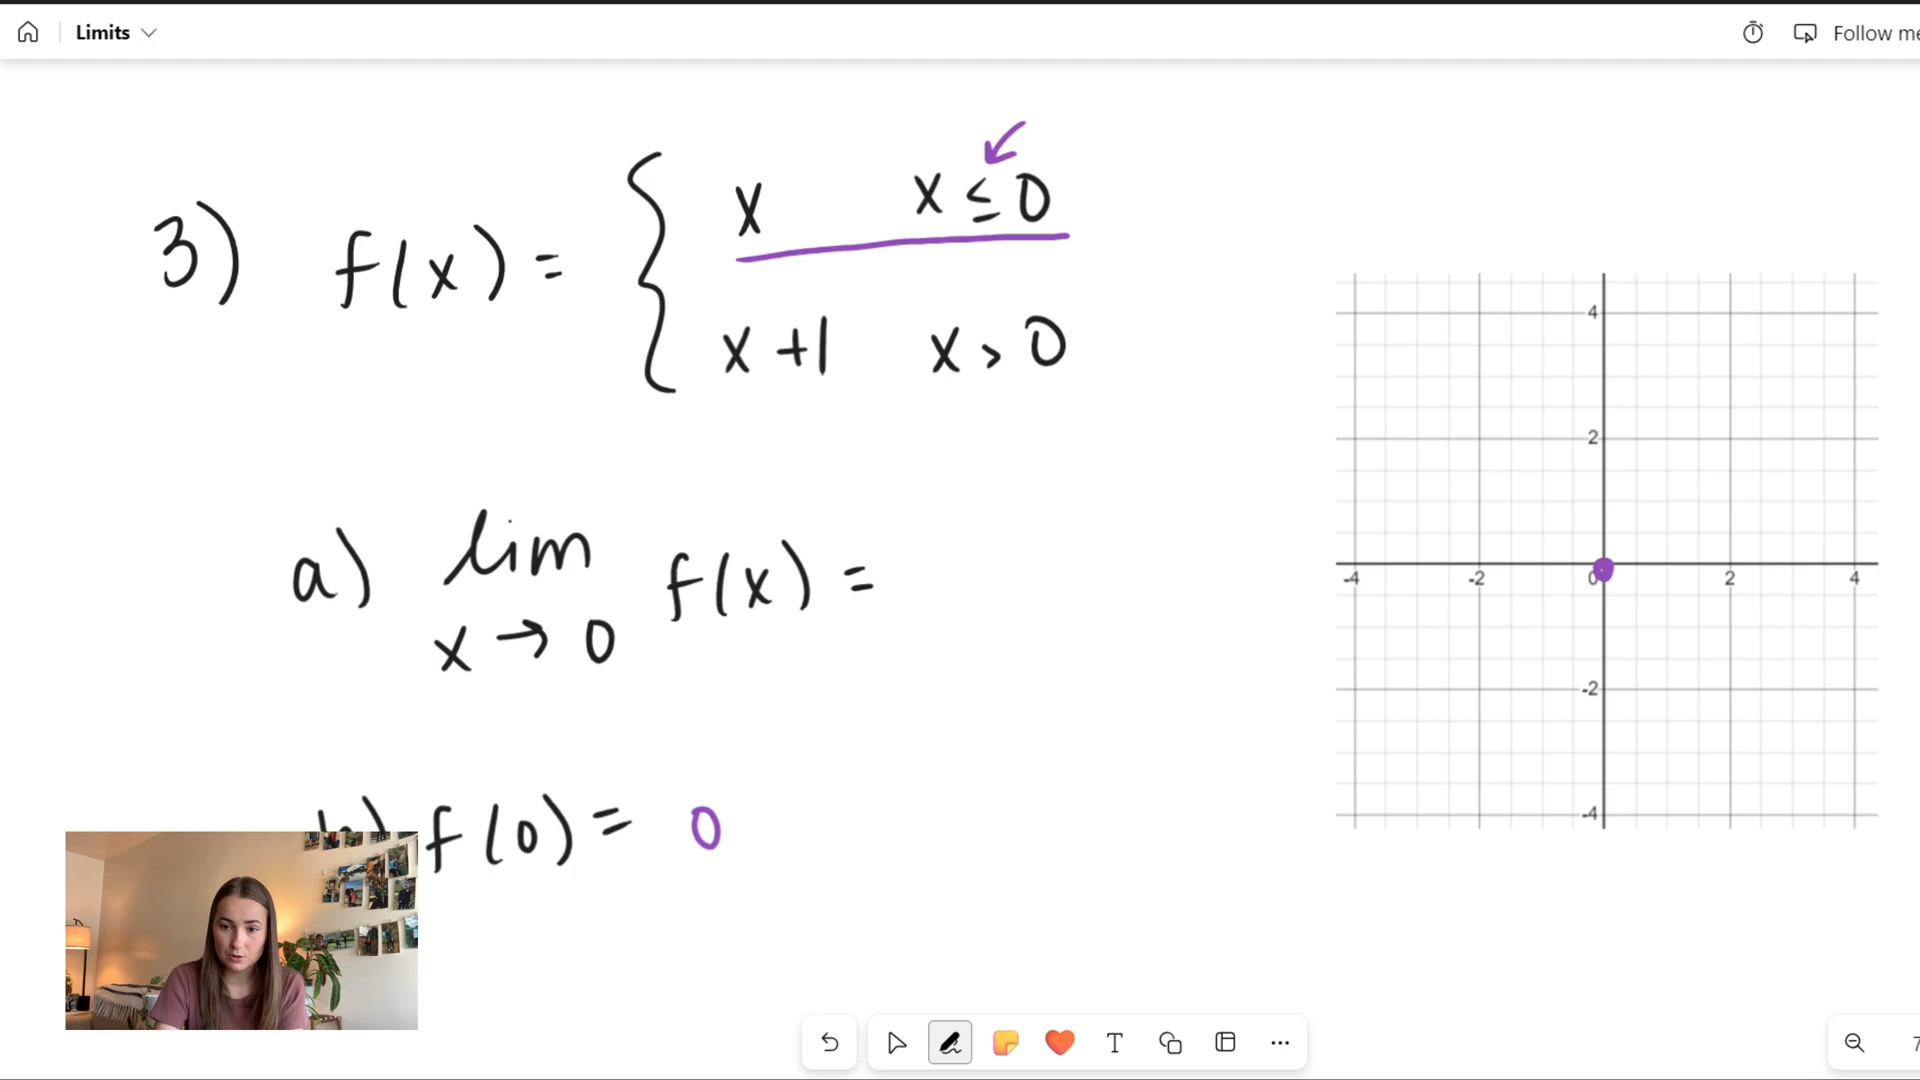 Limits
Follow me
3) f(x) = { x x ≤ 0
x + 1 x > 0
a) lim f(x) =
x → 0
b) f(0) = 0
4
2
-4 -2 0 2 4
-2
-4
T